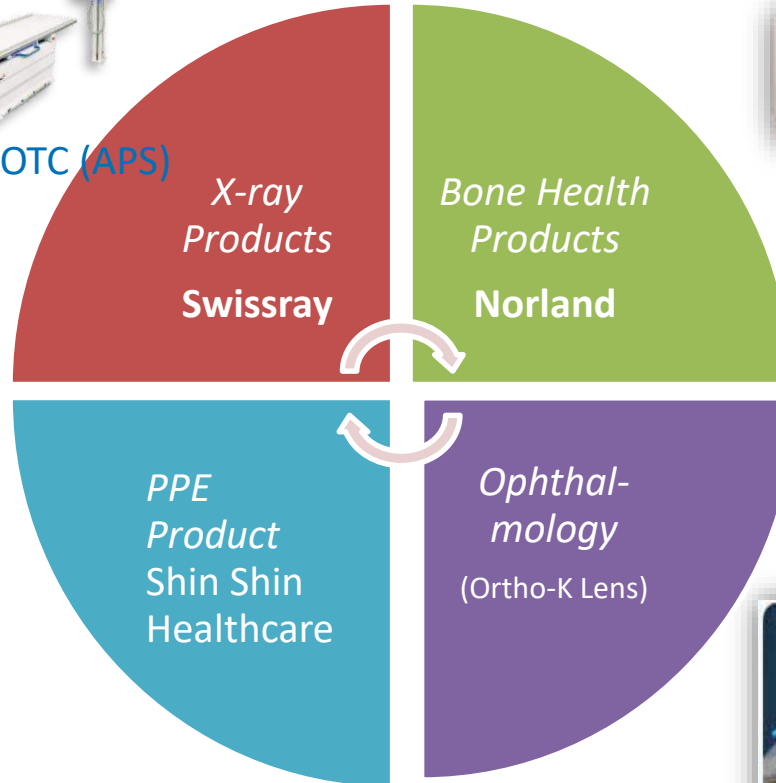 OTC (APS)
X-ray
Products
Swissray
Bone Health
Products
Norland
PPE
Product
Shin Shin
Healthcare
Ophthal-
mology
(Ortho-K Lens)